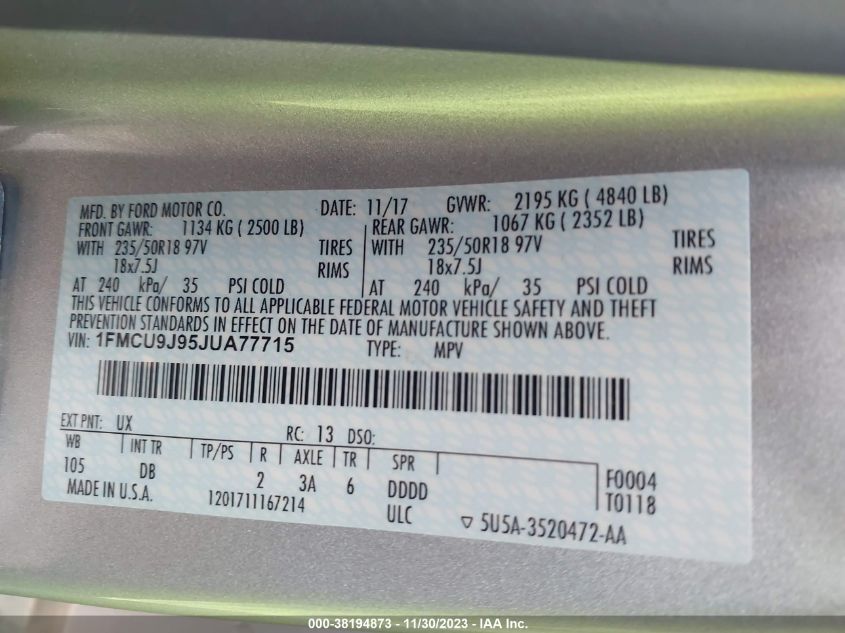 MFD. BY FORD MOTOR CO. DATE: 11/17 GVWR: 2195 KG ( 4840 LB)
FRONT GAWR: 1134 KG ( 2500 LB) REAR GAWR: 1067 KG ( 2352 LB)
WITH 235/50R18 97V TIRES WITH 235/50R18 97V TIRES
18x7.5J RIMS 18x7.5J RIMS
AT 240 kPa/ 35 PSI COLD AT 240 kPa/ 35 PSI COLD
THIS VEHICLE CONFORMS TO ALL APPLICABLE FEDERAL MOTOR VEHICLE SAFETY AND THEFT
PREVENTION STANDARDS IN EFFECT ON THE DATE OF MANUFACTURE SHOWN ABOVE.
VIN: 1FMCU9J95JUA77715 TYPE: MPV
EXT PNT: UX RC: 13 DSO:
WB INT TR TP/PS R AXLE TR SPR
105 DB 2 3A 6 DDDD F0004
MADE IN U.S.A. 1201711167214 ULC T0118
5U5A-3520472-AA
000-38194873 - 11/30/2023 - IAA Inc.